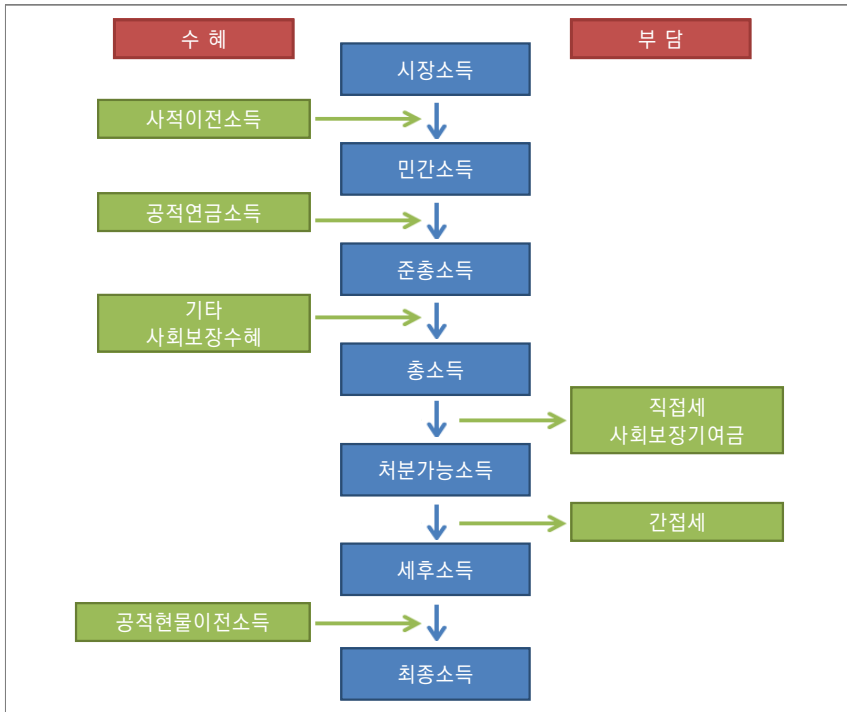 수 혜
부 담
시장소득
사적이전소득
민간소득
공적연금소득
준총소득
기타
사회보장수혜
총소득
직접세
사회보장기여금
처분가능소득
간접세
세후소득
공적현물이전소득
최종소득